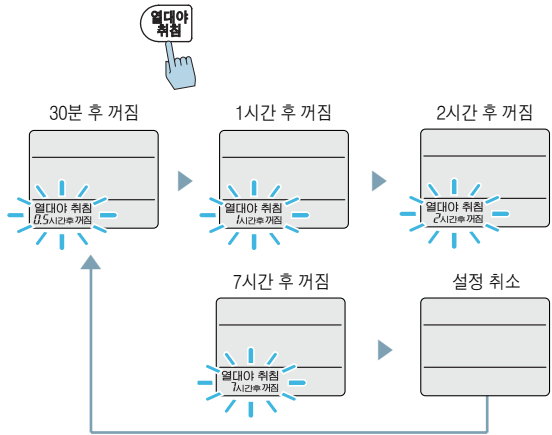 열대야
취침
30분 후 꺼짐
1시간 후 꺼짐
2시간 후 꺼짐
열대야 취침
0.5시간후 꺼짐
열대야 취침
1시간후 꺼짐
열대야 취침
2시간후 꺼짐
7시간 후 꺼짐
설정 취소
열대야 취침
7시간후 꺼짐